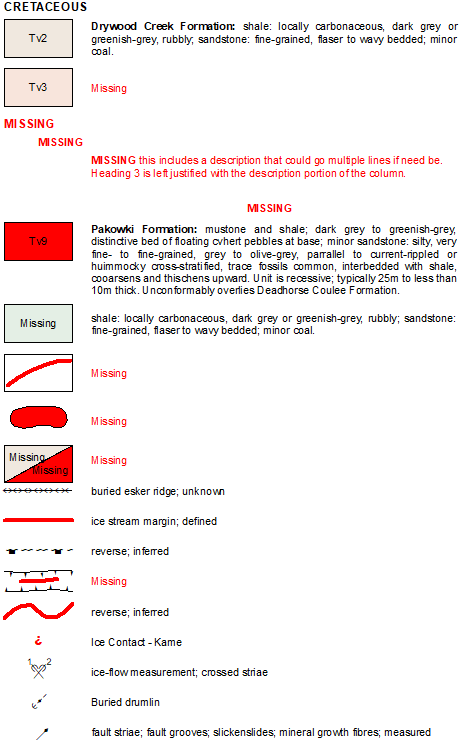 CRETACEOUS
Tv2
Drywood Creek Formation: shale: locally carbonaceous, dark grey or
greenish-grey, rubbly; sandstone: fine-grained, flaser to wavy bedded; minor
coal.
Tv3
Missing
MISSING
MISSING
MISSING this includes a description that could go multiple lines if need be.
Heading 3 is left justified with the description portion of the column.
MISSING
Tv9
Pakowki Formation: mustone and shale; dark grey to greenish-grey,
distinctive bed of floating cvhert pebbles at base; minor sandstone: silty, very
fine- to fine-grained, grey to olive-grey, parrallel to current-rippled or
huimmocky cross-stratified, trace fossils common, interbedded with shale,
cooarsens and thischens upward. Unit is recessive; typically 25m to less than
10m thick. Unconformably overlies Deadhorse Coulee Formation.
Missing
shale: locally carbonaceous, dark grey or greenish-grey, rubbly; sandstone:
fine-grained, flaser to wavy bedded; minor coal.
Missing
Missing
Missing
Missing
Missing
buried esker ridge; unknown
ice stream margin; defined
reverse; inferred
Missing
reverse; inferred
Ice Contact - Kame
1 2
ice-flow measurement; crossed striae
Buried drumlin
fault striae; fault grooves; slickenslides; mineral growth fibres; measured